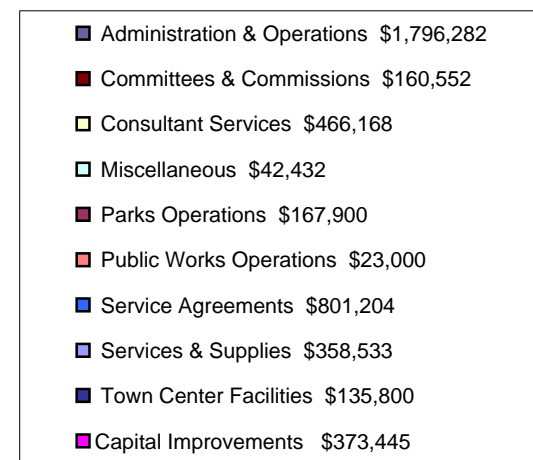 Administration & Operations $1,796,282
Committees & Commissions $160,552
Consultant Services $466,168
Miscellaneous $42,432
Parks Operations $167,900
Public Works Operations $23,000
Service Agreements $801,204
Services & Supplies $358,533
Town Center Facilities $135,800
Capital Improvements $373,445